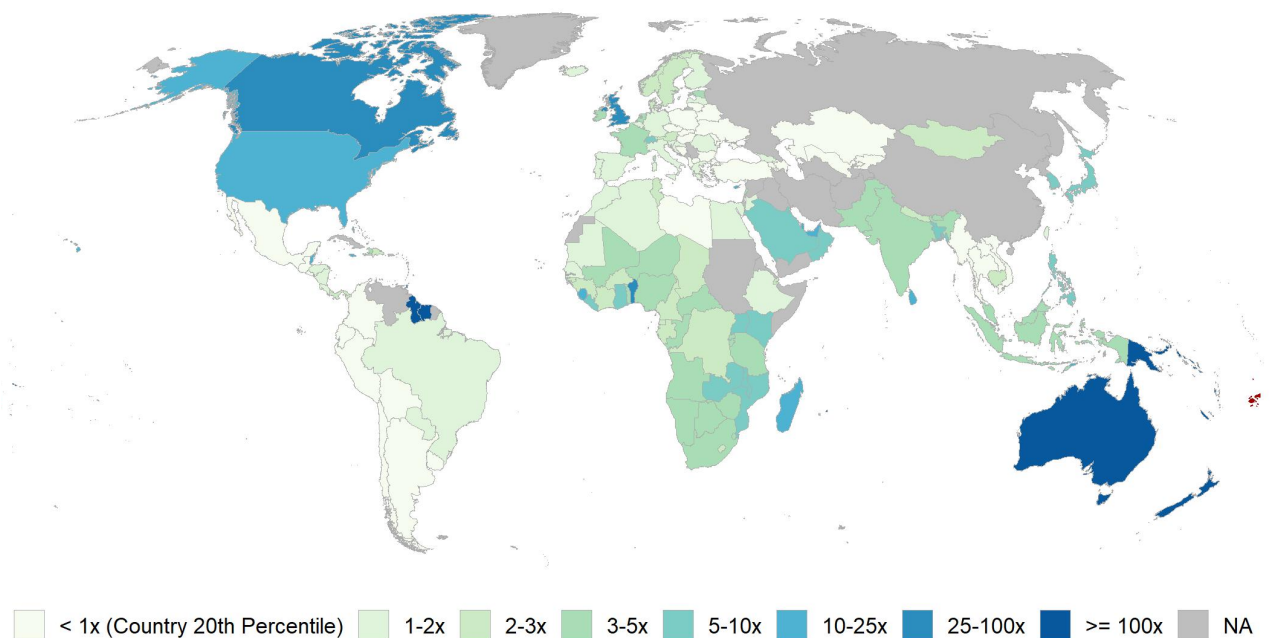 < 1x (Country 20th Percentile) 1-2x 2-3x 3-5x 5-10x 10-25x 25-100x >= 100x NA